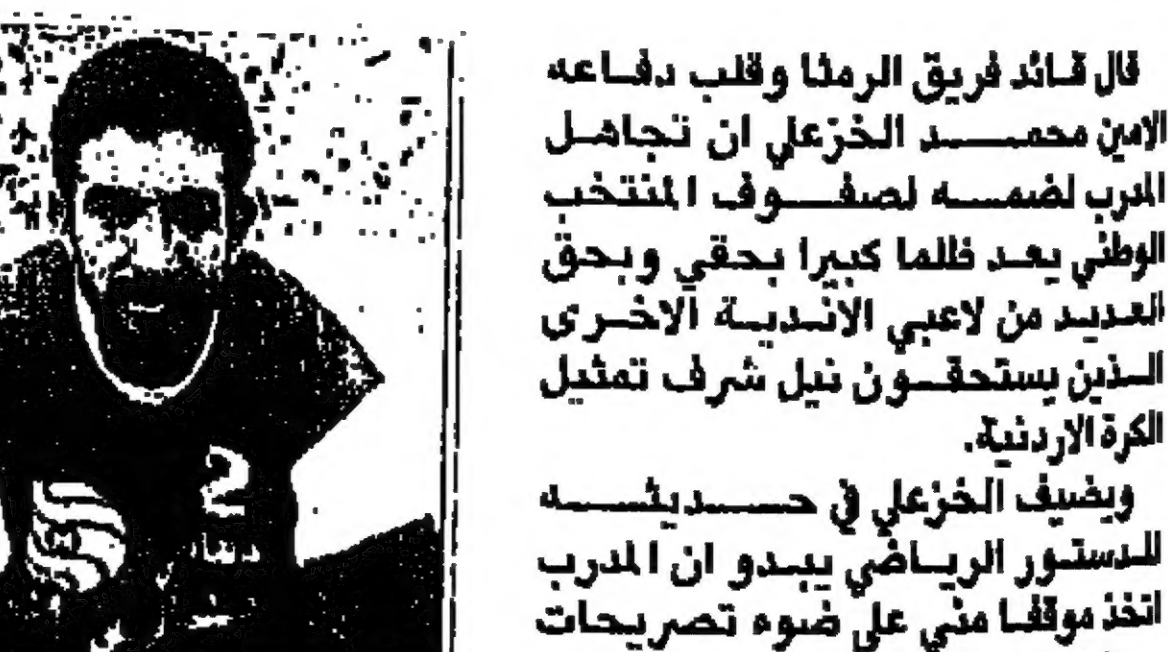 قال قائد فريق الرمثا وقلب دفاعه
الامين محمد الخزعلي ان تجاهل
المدرب لضمه لصفوف المنتخب
الوطني يعد ظلما كبيرا بحقي وبحق
العديد من لاعبي الاندية الاخرى
الذين يستحقون نيل شرف تمثيل
الكرة الاردنية.
ويضيف الخزعلي في حديثه
للدستور الرياضي يبدو ان المدرب
اتخذ موقفا مني على ضوء تصريحات
2